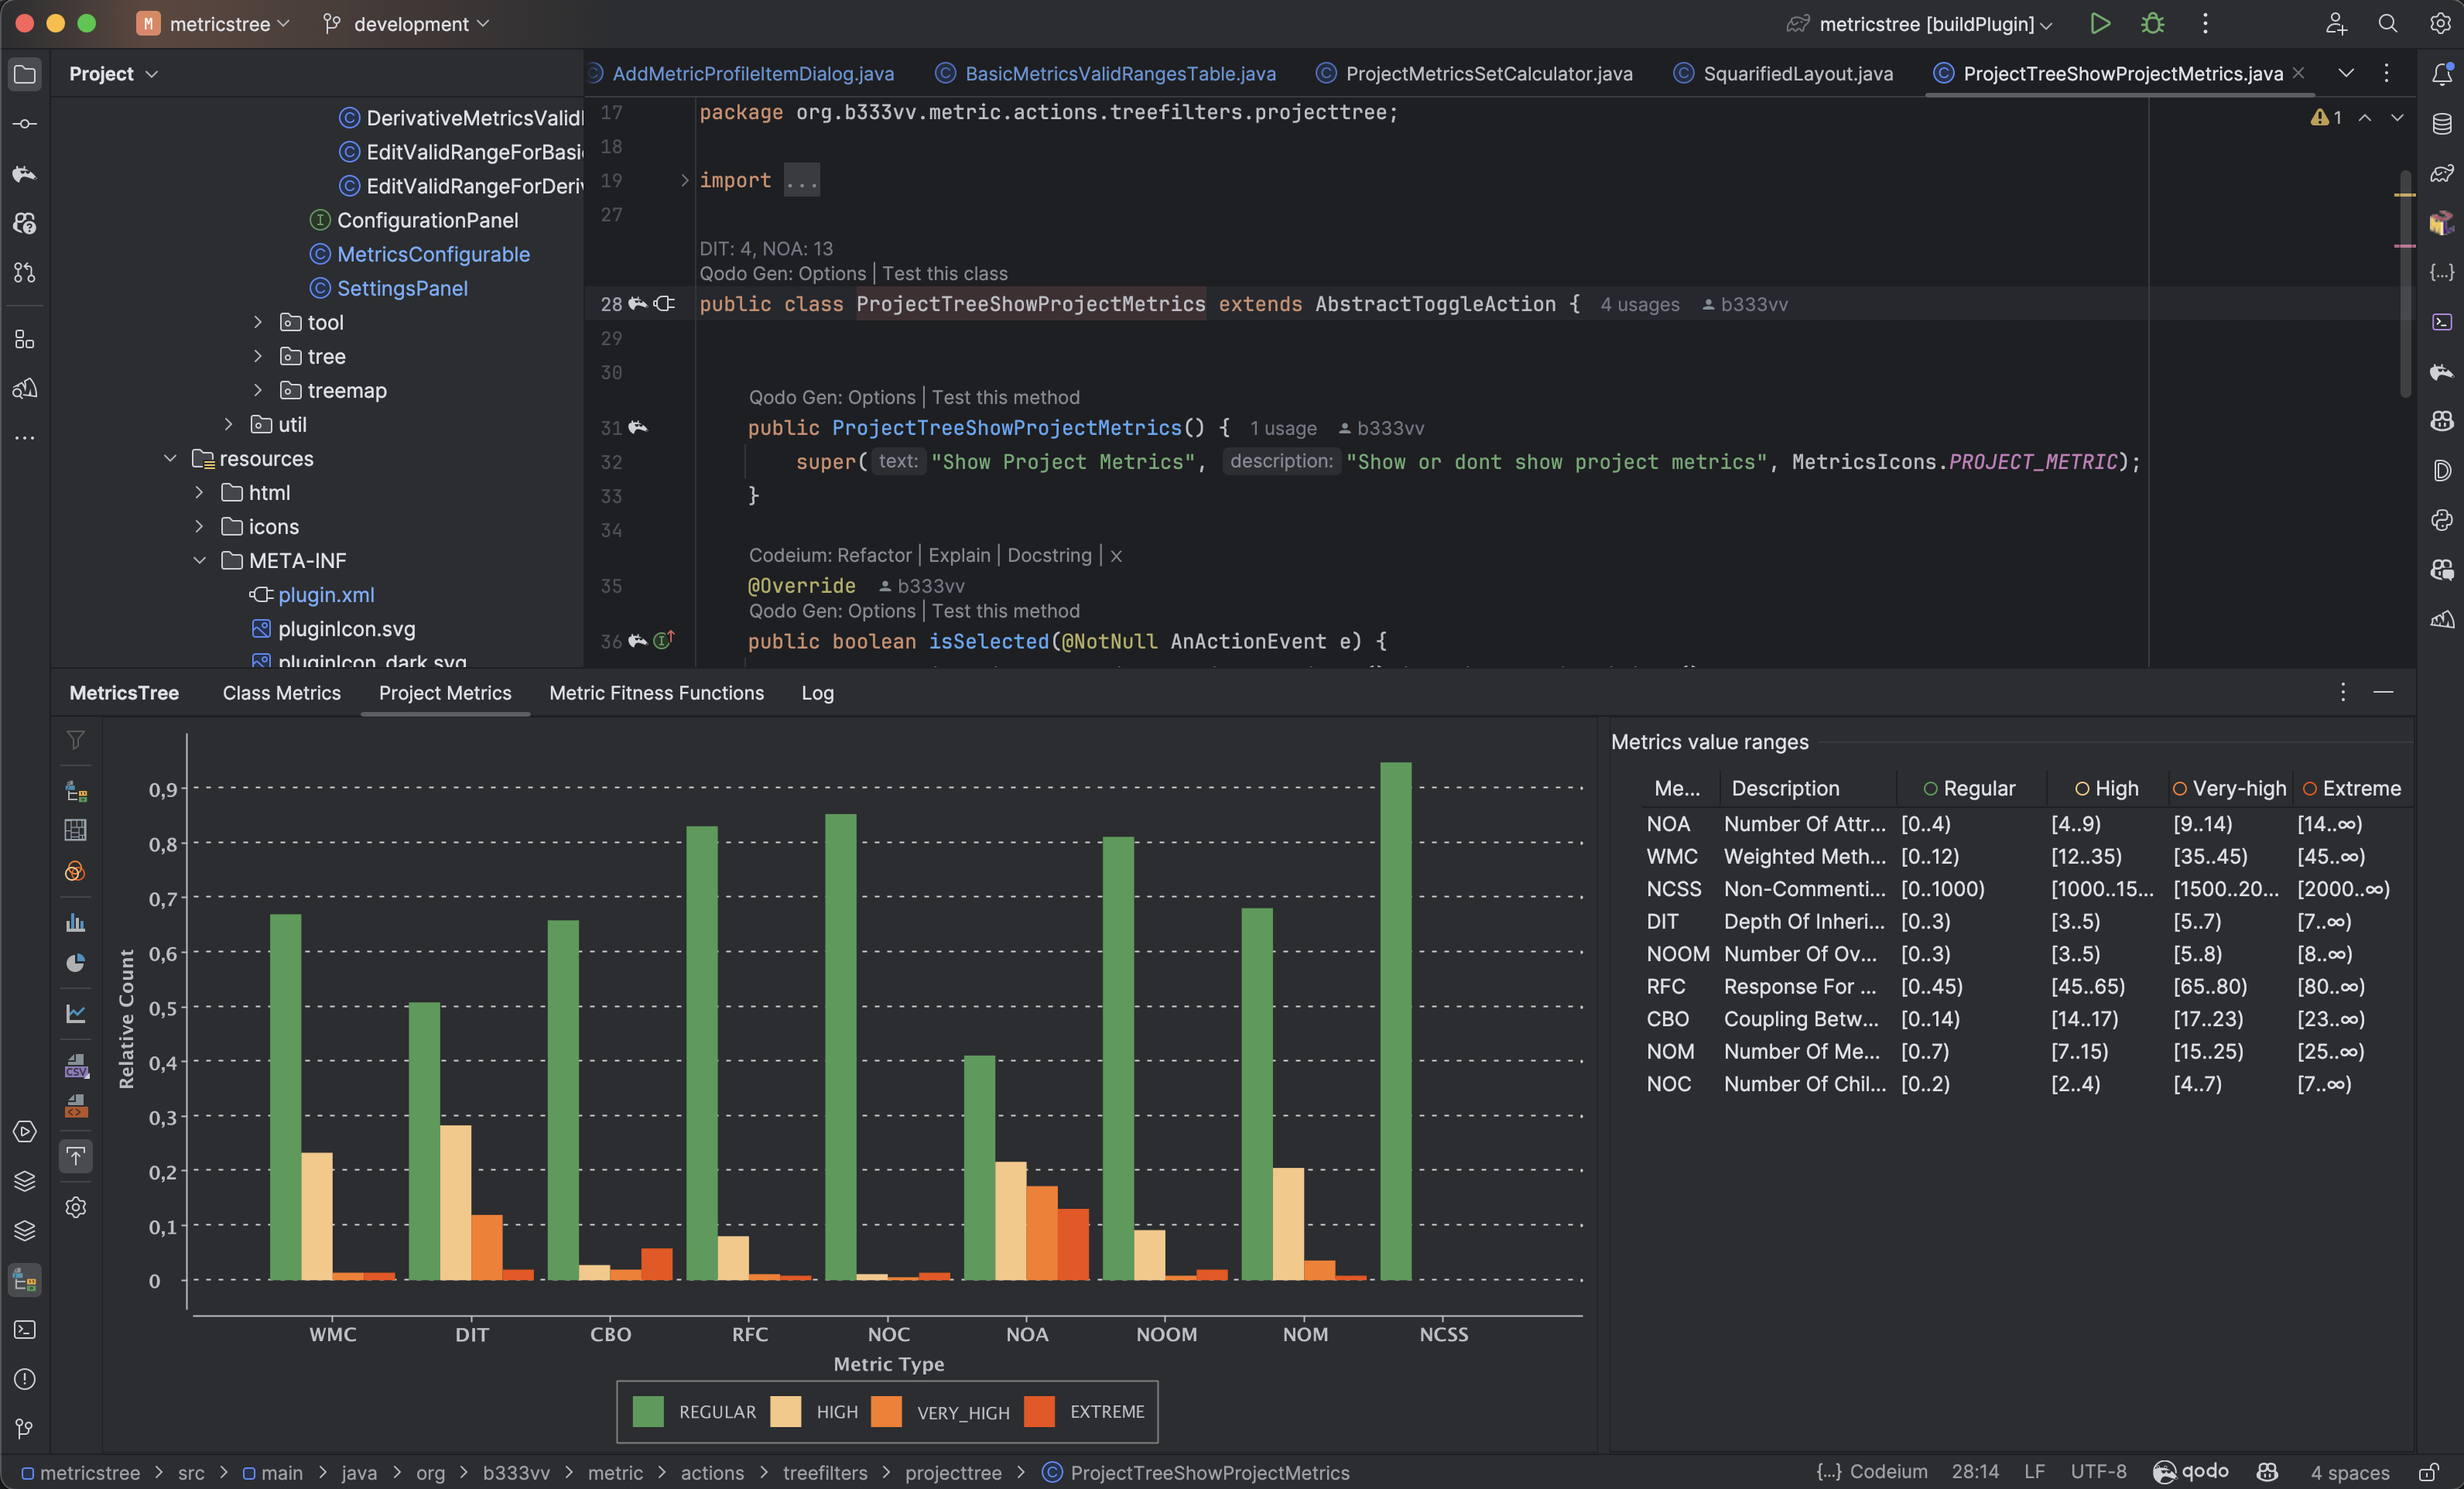 M metricstree development metricstree [buildPlugin]
Project
AddMetricProfileItemDialog.java BasicMetricsValidRangesTable.java ProjectMetricsSetCalculator.java SquarifiedLayout.java ProjectTreeShowProjectMetrics.java
DerivativeMetricsValid
EditValidRangeForBasi
EditValidRangeForDeriv
ConfigurationPanel
MetricsConfigurable
SettingsPanel
tool
tree
treemap
util
resources
html
icons
META-INF
plugin.xml
pluginIcon.svg
pluginIcon_dark.svg
17 package org.b333vv.metric.actions.treefilters.projecttree;
1
18
19 import ...
27
DIT: 4, NOA: 13
Qodo Gen: Options | Test this class
28 public class ProjectTreeShowProjectMetrics extends AbstractToggleAction { 4 usages b333vv
29
30
Qodo Gen: Options | Test this method
31 public ProjectTreeShowProjectMetrics() { 1 usage b333vv
32 super( text: "Show Project Metrics", description: "Show or dont show project metrics", MetricsIcons.PROJECT_METRIC);
33 }
34
Codeium: Refactor | Explain | Docstring | ×
35 @Override b333vv
Qodo Gen: Options | Test this method
36 public boolean isSelected(@NotNull AnActionEvent e) {
MetricsTree Class Metrics Project Metrics Metric Fitness Functions Log
CSV
Relative Count
0,9
0,8
0,7
0,6
0,5
0,4
0,3
0,2
0,1
0
WMC DIT CBO RFC NOC NOA NOOM NOM NCSS
Metric Type
REGULAR HIGH VERY_HIGH EXTREME
Metrics value ranges
Me... Description Regular High Very-high Extreme
NOA Number Of Attr... [0..4) [4..9) [9..14) [14..∞)
WMC Weighted Meth... [0..12) [12..35) [35..45) [45..∞)
NCSS Non-Commenti... [0..1000) [1000..15... [1500..20... [2000..∞)
DIT Depth Of Inheri... [0..3) [3..5) [5..7) [7..∞)
NOOM Number Of Ov... [0..3) [3..5) [5..8) [8..∞)
RFC Response For ... [0..45) [45..65) [65..80) [80..∞)
CBO Coupling Betw... [0..14) [14..17) [17..23) [23..∞)
NOM Number Of Me... [0..7) [7..15) [15..25) [25..∞)
NOC Number Of Chil... [0..2) [2..4) [4..7) [7..∞)
metricstree > src > main > java > org > b333vv > metric > actions > treefilters > projecttree > ProjectTreeShowProjectMetrics
{...} Codeium 28:14 LF UTF-8 qodo 4 spaces